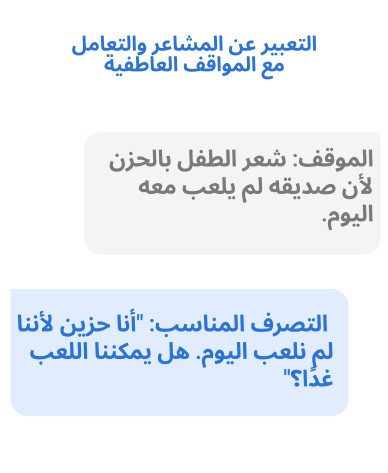 التعبير عن المشاعر والتعامل
مع المواقف العاطفية
الموقف: شعر الطفل بالحزن
لأن صديقه لم يلعب معه
اليوم.
التصرف المناسب: "أنا حزين لأننا
لم نلعب اليوم. هل يمكننا اللعب
غدًا؟"